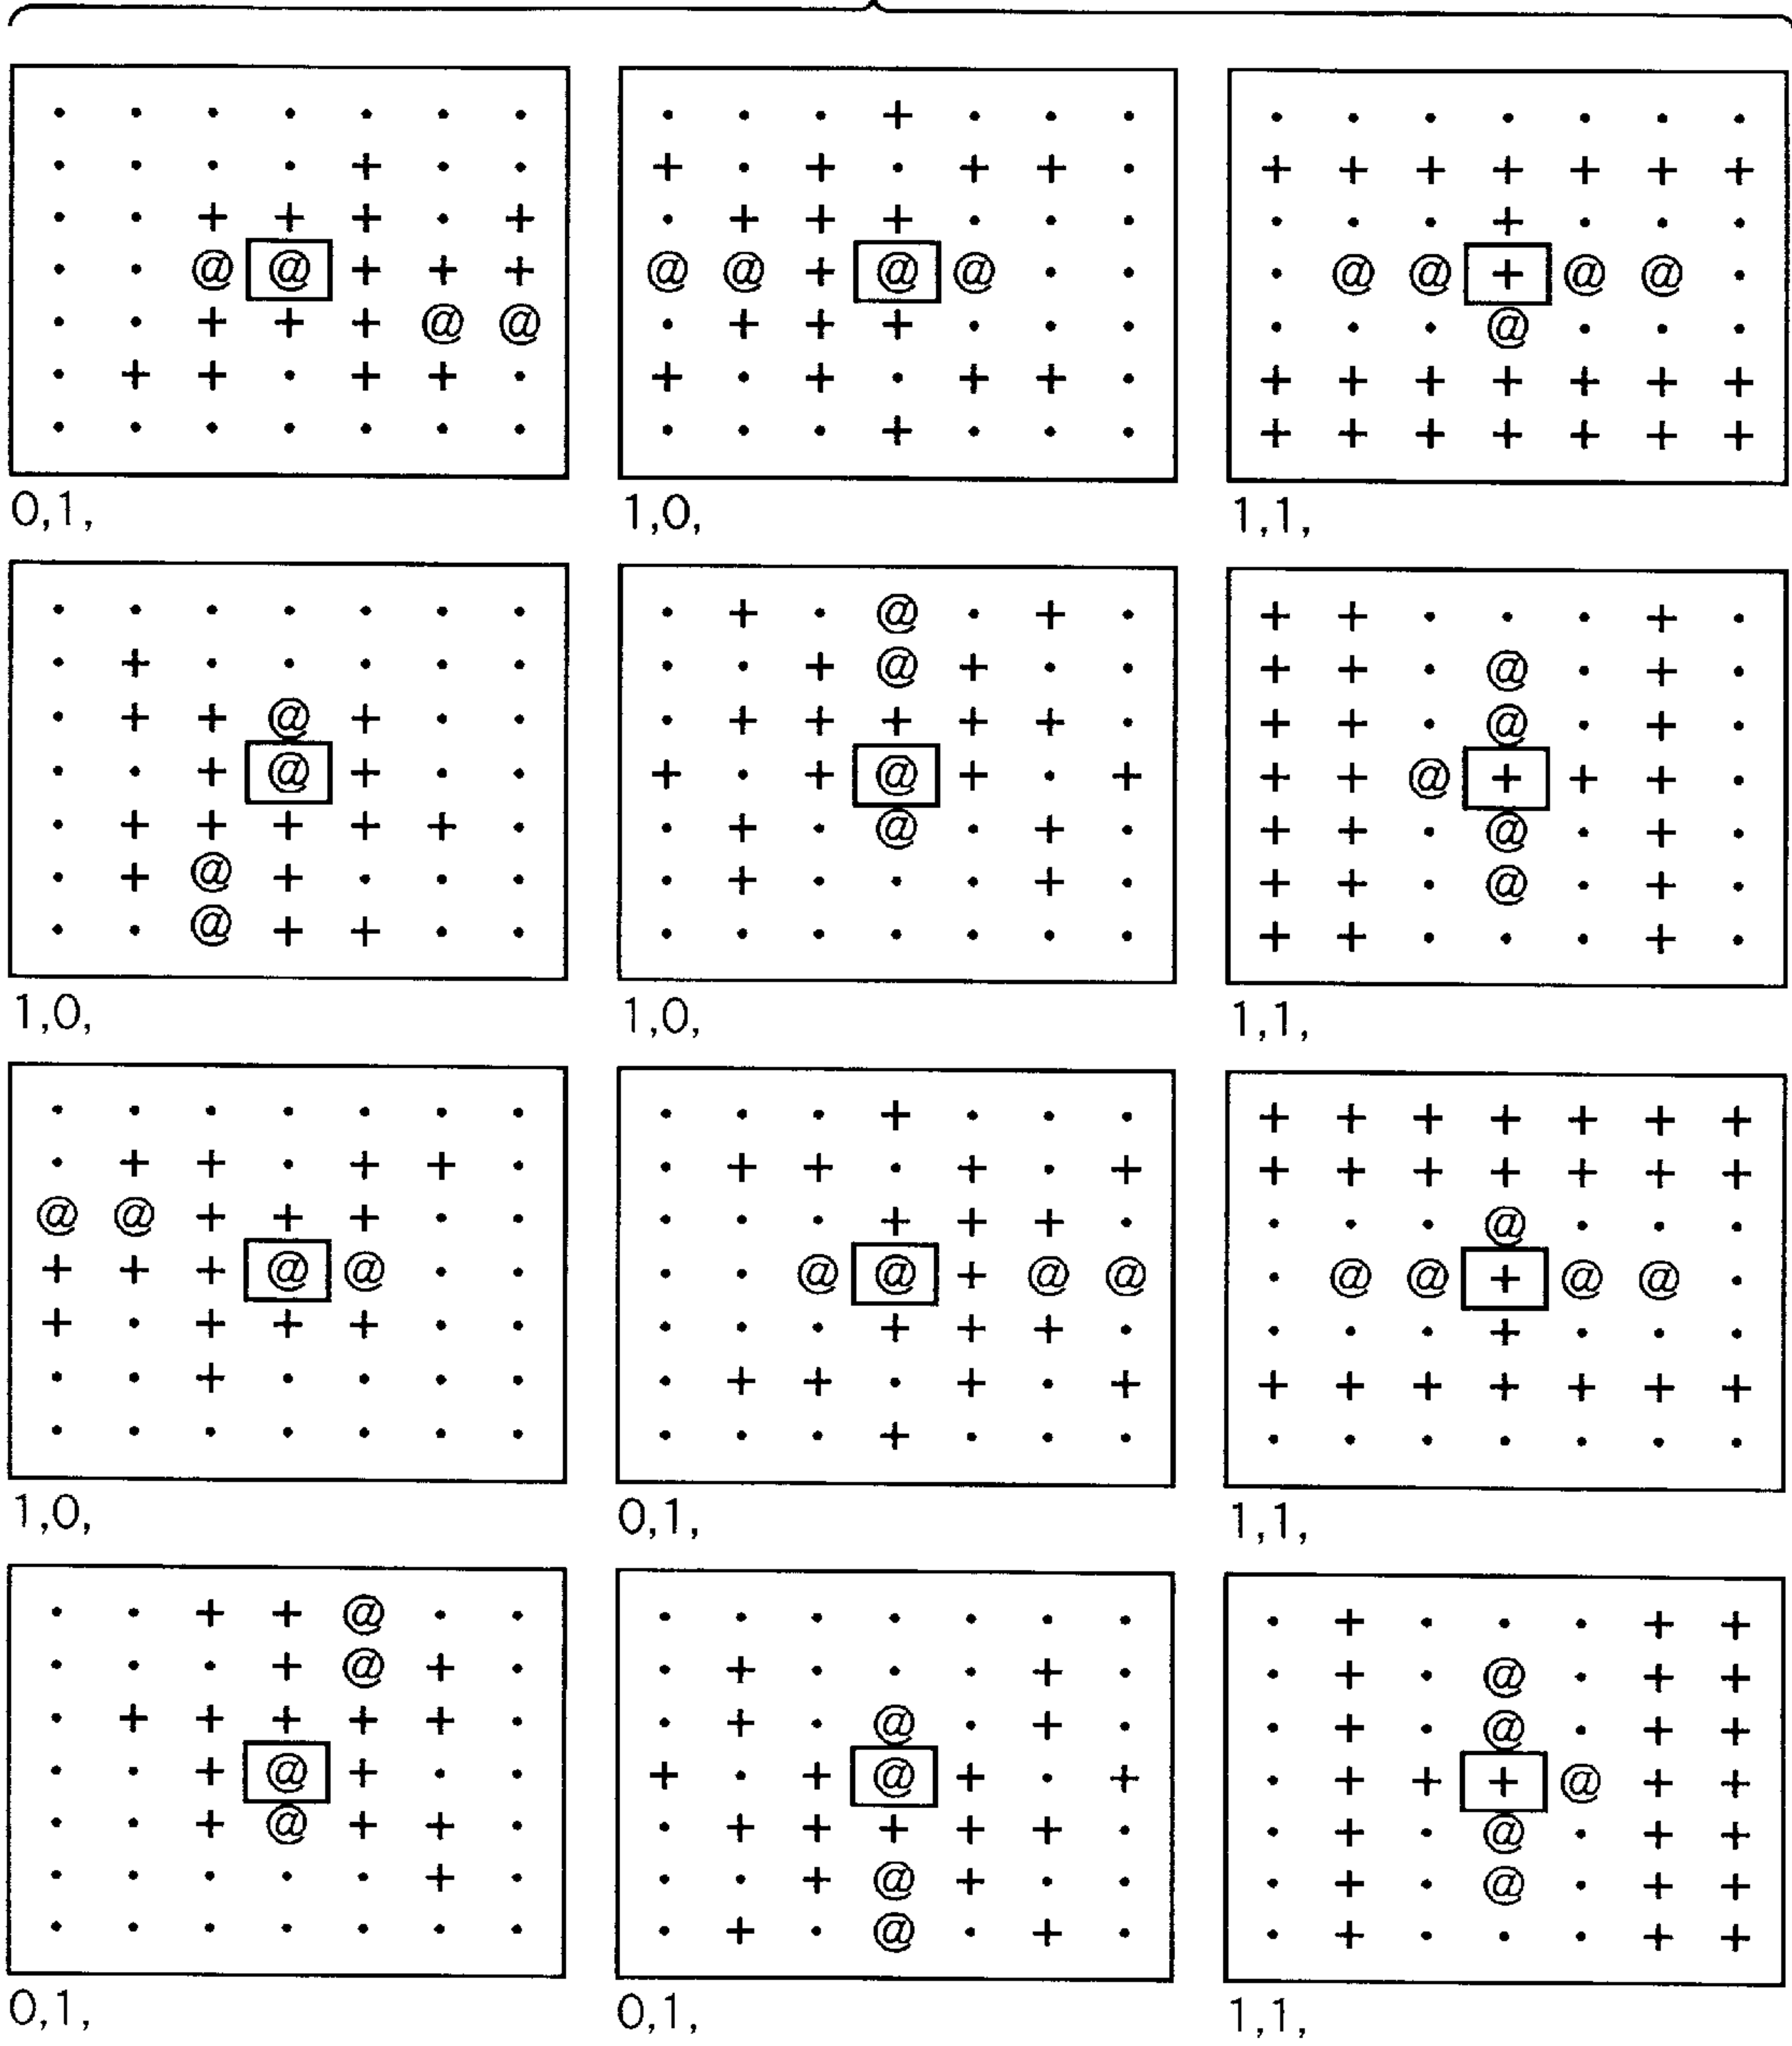 . . . . . . .
. . . . + . .
. . + + + . +
. . @ @ + + +
. . + + + @ @
. + + . + + .
. . . . . . .
0,1,
. . . + . . .
+ . + . + + .
. + + + . . .
@ @ + @ @ . .
. + + + . . .
+ . + . + + .
. . . + . . .
1,0,
. . . . . . .
+ + + + + + +
. . . + . . .
. @ @ + @ @ .
. . . @ . . .
+ + + + + + +
+ + + + + + +
1,1,
. . . . . . .
. + . . . . .
. + + @ + . .
. . + @ + . .
. + + + + + .
. + @ + . . .
. . @ + + . .
1,0,
. + . @ . + .
. . + @ + . .
. + + + + + .
+ . + @ + . +
. + . @ . + .
. + . . . + .
. . . . . . .
1,0,
+ + . . . + .
+ + . @ . + .
+ + . @ . + .
+ + @ + + + .
+ + . @ . + .
+ + . @ . + .
+ + . . . + .
1,1,
. . . . . . .
. + + . + + .
@ @ + + + . .
+ + + @ @ . .
+ . + + + . .
. . + . . . .
. . . . . . .
1,0,
. . . + . . .
. + + . + . +
. . . + + + .
. . @ @ + @ @
. . . + + + .
. + + . + . +
. . . + . . .
0,1,
+ + + + + + +
+ + + + + + +
. . . @ . . .
. @ @ + @ @ .
. . . + . . .
+ + + + + + +
. . . . . . .
1,1,
. . + + @ . .
. . . + @ + .
. + + + + + .
. . + @ + . .
. . + @ + + .
. . . . . + .
. . . . . . .
0,1,
. . . . . . .
. + . . . + .
. + . @ . + .
+ . + @ + . +
. + + + + + .
. . + @ + . .
. + . @ . + .
0,1,
. + . . . + +
. + . @ . + +
. + . @ . + +
. + + + @ + +
. + . @ . + +
. + . @ . + +
. + . . . + +
1,1,